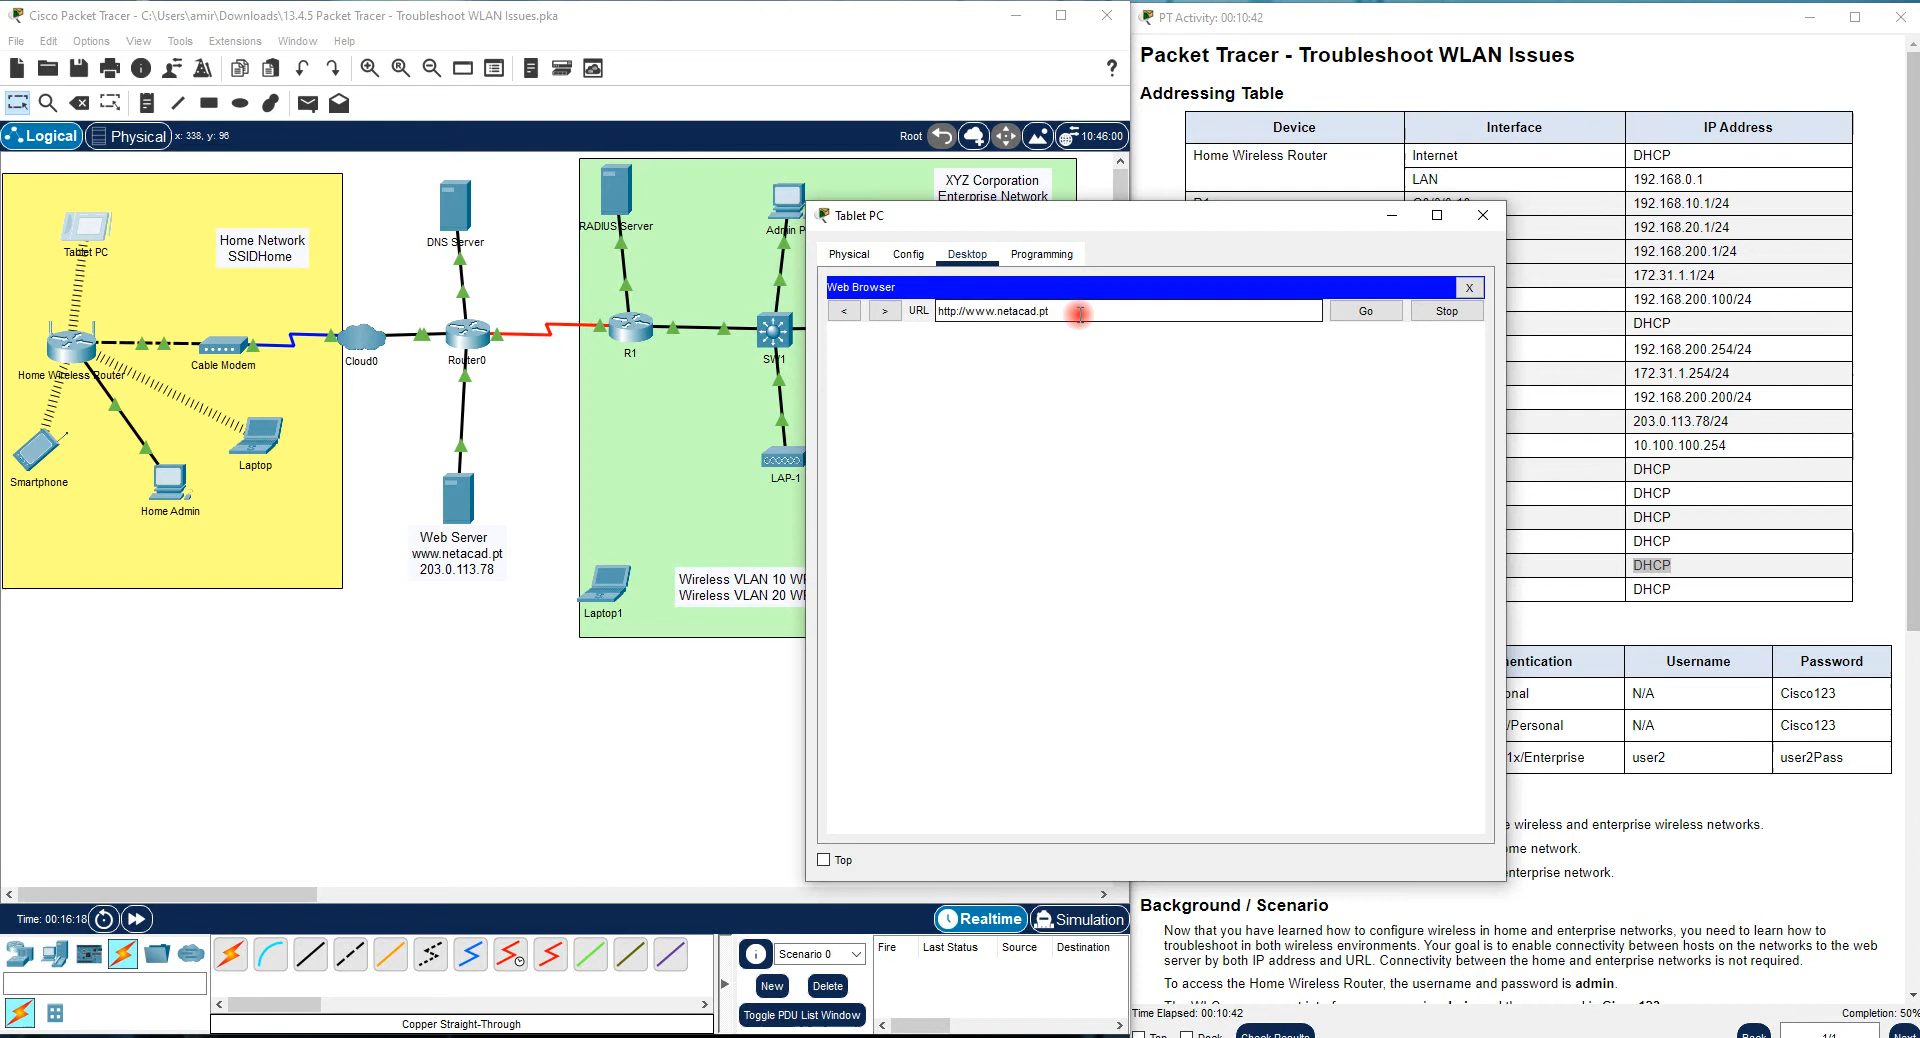 Cisco Packet Tracer - C:\Users\amir\Downloads\13.4.5 Packet Tracer - Troubleshoot WLAN Issues.pka
File Edit Options View Tools Extensions Window Help
?
Logical Physical x: 338, y: 96
Root 10:46:00
Home Network
SSIDHome
Tablet PC
Home Wireless Router
Cable Modem
Smartphone
Laptop
Home Admin
Cloud0
DNS Server
Router0
Web Server
www.netacad.pt
203.0.113.78
XYZ Corporation
Enterprise Network
RADIUS Server
Admin P
R1
SW1
LAP-1
Laptop1
Wireless VLAN 10 WP
Wireless VLAN 20 WP
Tablet PC
Physical Config Desktop Programming
Web Browser X
< > URL http://www.netacad.pt Go Stop
Top
Time: 00:16:18
Realtime Simulation
Scenario 0
New Delete
Toggle PDU List Window
Fire Last Status Source Destination
Copper Straight-Through
PT Activity: 00:10:42
Packet Tracer - Troubleshoot WLAN Issues
Addressing Table
Device Interface IP Address
Home Wireless Router Internet DHCP
LAN 192.168.0.1
192.168.10.1/24
192.168.20.1/24
192.168.200.1/24
172.31.1.1/24
192.168.200.100/24
DHCP
192.168.200.254/24
172.31.1.254/24
192.168.200.200/24
203.0.113.78/24
10.100.100.254
DHCP
DHCP
DHCP
DHCP
DHCP
DHCP
hentication Username Password
onal N/A Cisco123
/Personal N/A Cisco123
1x/Enterprise user2 user2Pass
e wireless and enterprise wireless networks.
ome network.
enterprise network.
Background / Scenario
Now that you have learned how to configure wireless in home and enterprise networks, you need to learn how to
troubleshoot in both wireless environments. Your goal is to enable connectivity between hosts on the networks to the web
server by both IP address and URL. Connectivity between the home and enterprise networks is not required.
To access the Home Wireless Router, the username and password is admin.
Time Elapsed: 00:10:42 Completion: 50%
Top Dock Check Results Back 1/1 Next